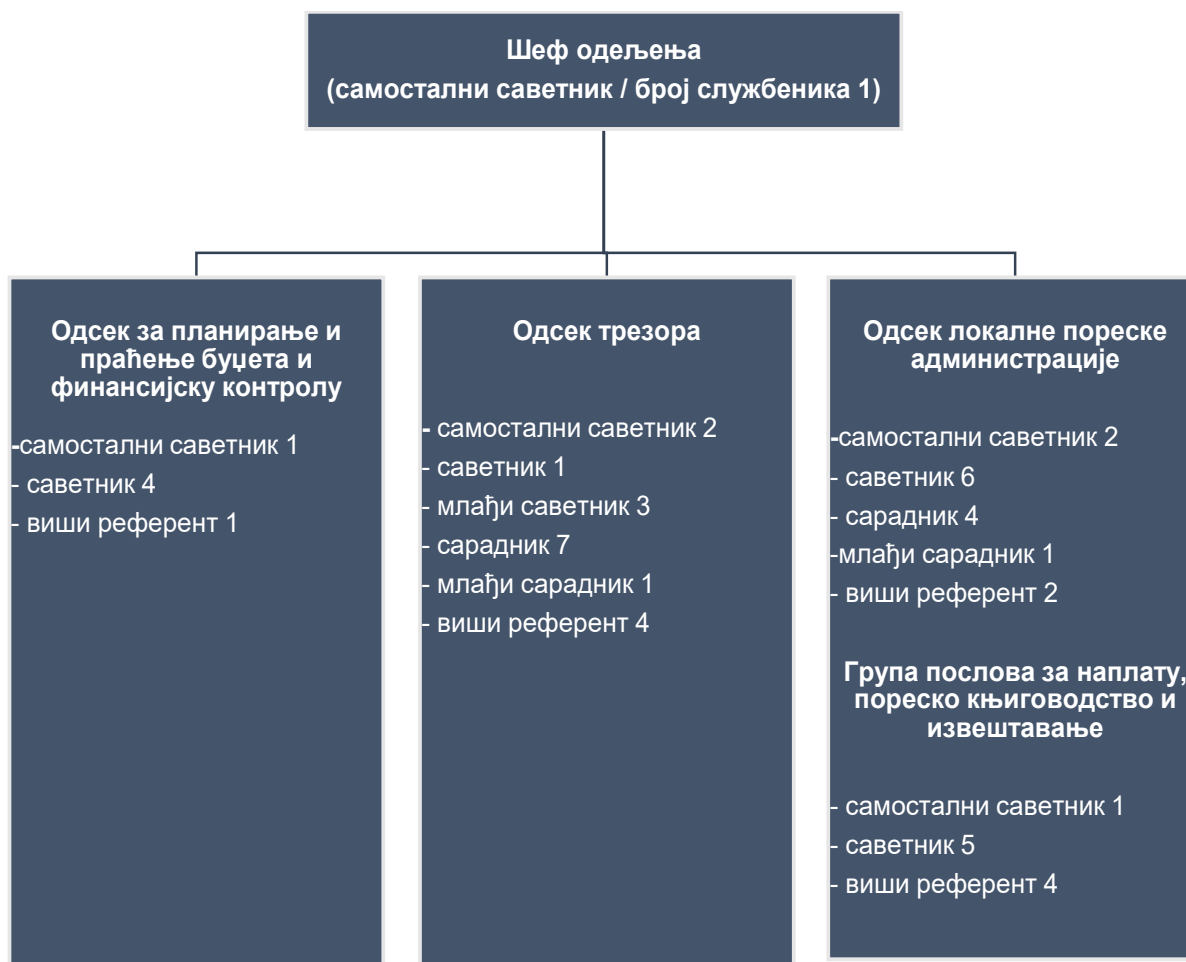 Шеф одељења
(самостални саветник / број службеника 1)
Одсек за планирање и
праћење буџета и
финансијску контролу
-самостални саветник 1
- саветник 4
- виши референт 1
Одсек трезора
- самостални саветник 2
- саветник 1
- млађи саветник 3
- сарадник 7
- млађи сарадник 1
- виши референт 4
Одсек локалне пореске
администрације
-самостални саветник 2
- саветник 6
- сарадник 4
-млађи сарадник 1
- виши референт 2
Група послова за наплату,
пореско књиговодство и
извештавање
- самостални саветник 1
- саветник 5
- виши референт 4